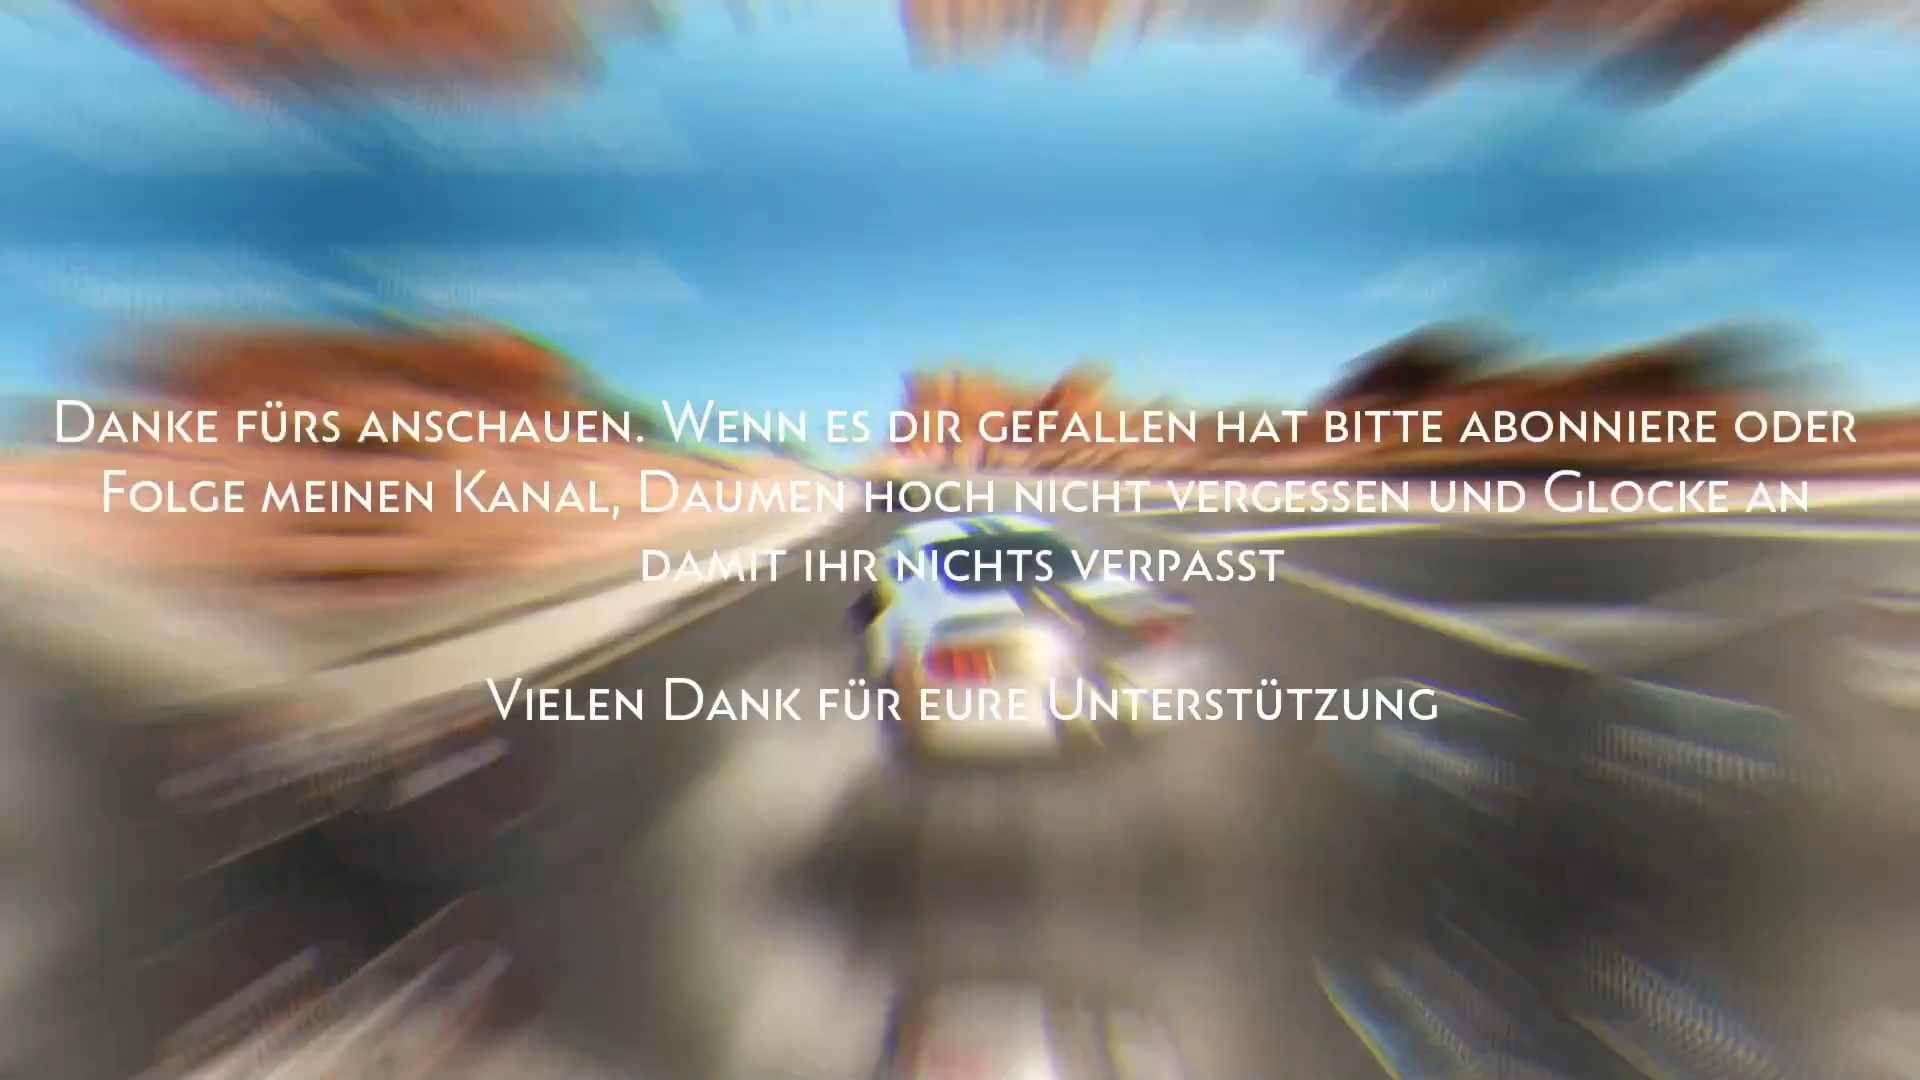 Danke fürs anschauen. Wenn es dir gefallen hat bitte abonniere oder
Folge meinen Kanal, Daumen hoch nicht vergessen und Glocke an
damit ihr nichts verpasst
Vielen Dank für eure Unterstützung